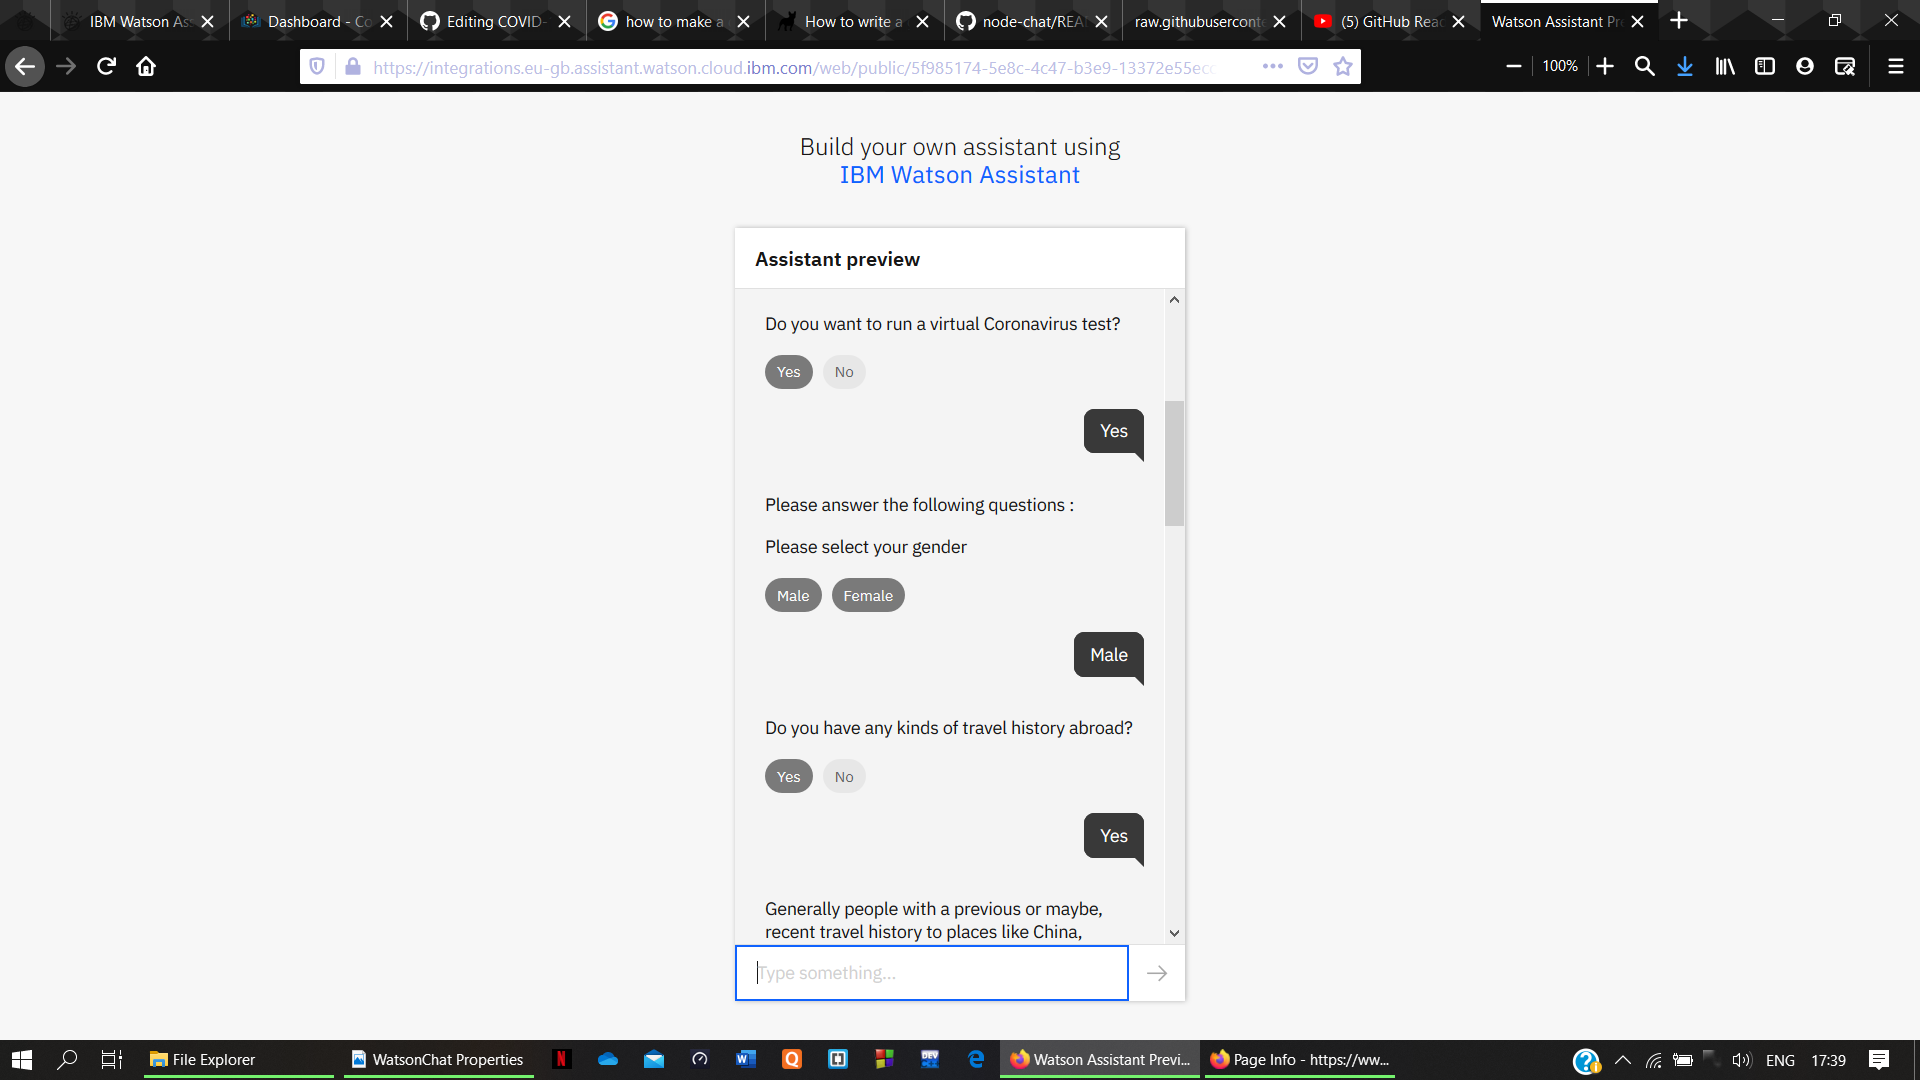 IBM Watson As
Dashboard - Co
Editing COVID-
how to make a
How to write a
node-chat/REA
raw.githubuserconte
(5) GitHub Rea
Watson Assistant Pr
https://integrations.eu-gb.assistant.watson.cloud.ibm.com/web/public/5f985174-5e8c-4c47-b3e9-13372e55ecc
100%
Build your own assistant using
IBM Watson Assistant
Assistant preview
Do you want to run a virtual Coronavirus test?
Yes No
Yes
Please answer the following questions :
Please select your gender
Male Female
Male
Do you have any kinds of travel history abroad?
Yes No
Yes
Generally people with a previous or maybe,
recent travel history to places like China,
Type something...
File Explorer
WatsonChat Properties
Watson Assistant Previ...
Page Info - https://ww...
ENG
17:39